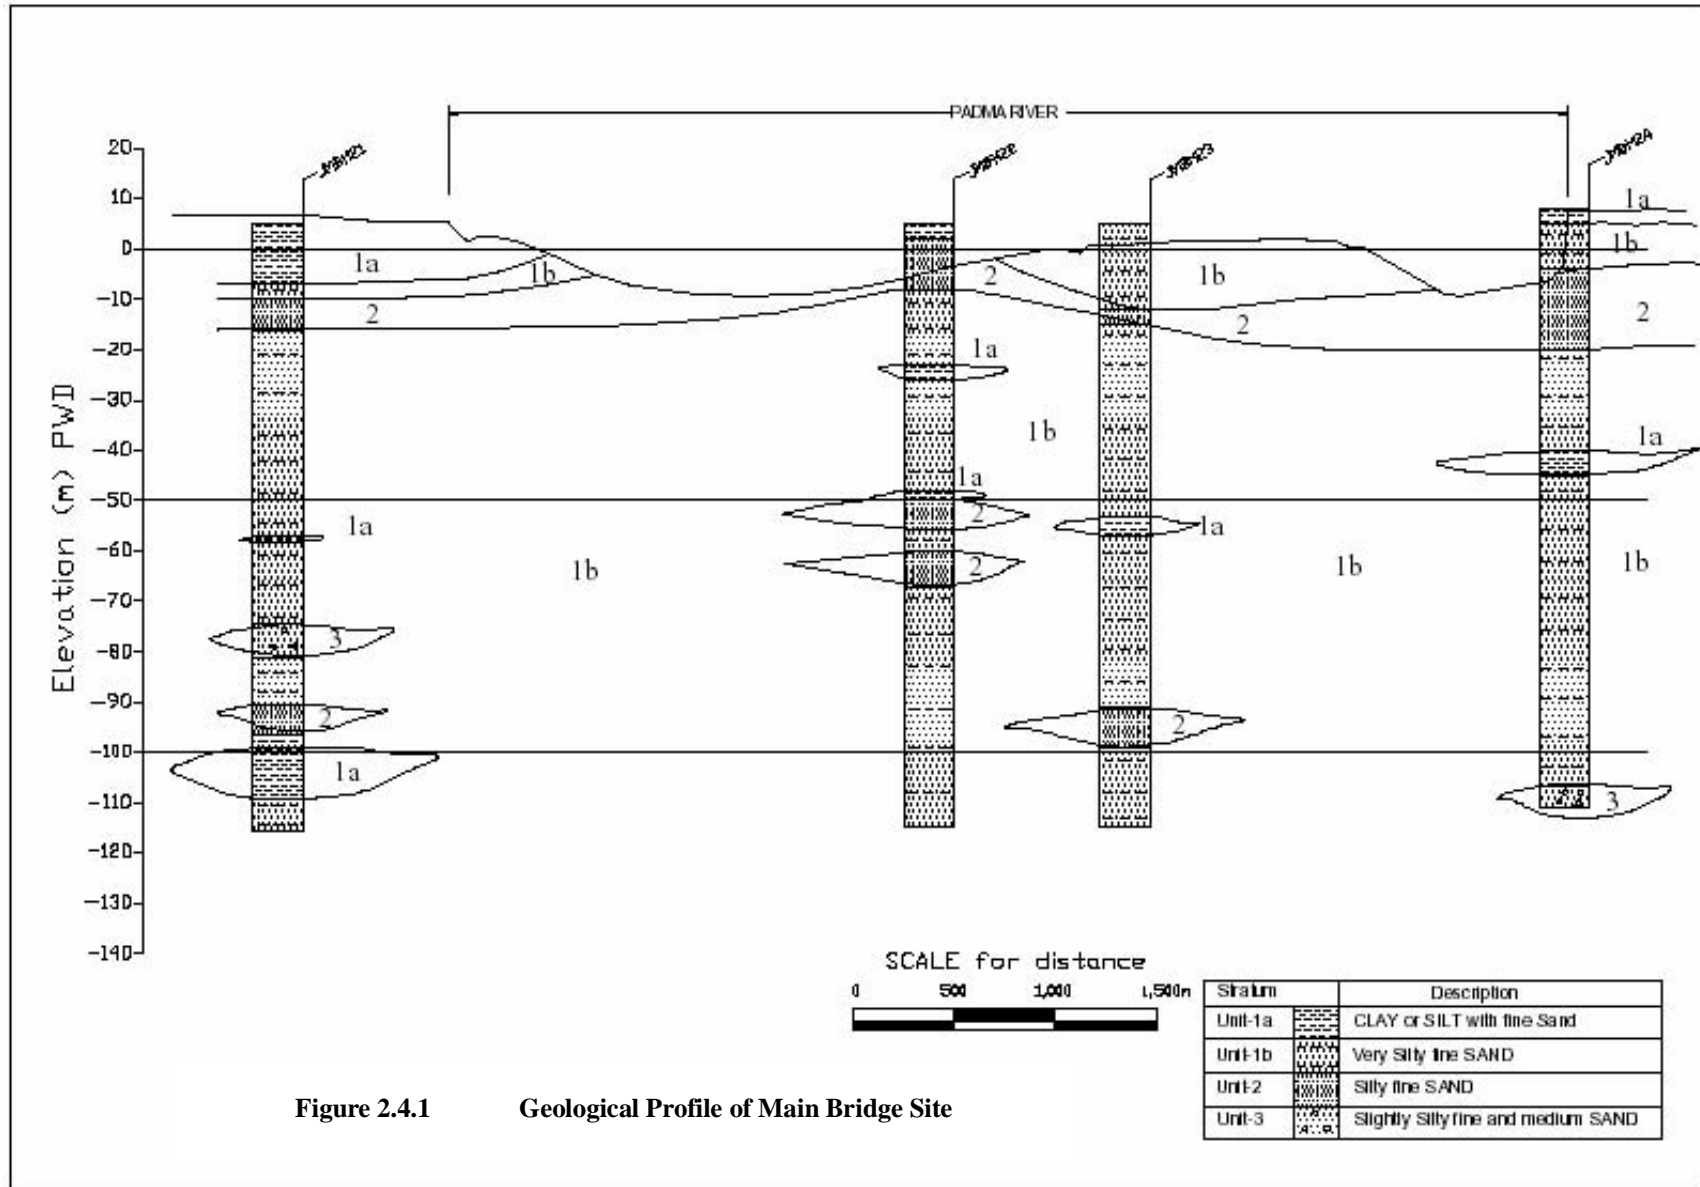 PADMA RIVER
20
10
0
-10
-20
-30
-40
-50
-60
-70
-80
-90
-100
-110
-120
-130
-140
Elevation (m) PWD
1a
1b
2
2
1a
1b
1a
2
1a
2
1b
1b
2
1a
2
1a
1b
1a
1b
2
1a
1b
3
2
1a
3
SCALE for distance
0 500 1,000 1,500m
Stratum Description
Unit-1a CLAY or SILT with fine Sand
Unit-1b Very Silty fine SAND
Unit-2 Silty fine SAND
Unit-3 Slightly Silty fine and medium SAND
Figure 2.4.1 Geological Profile of Main Bridge Site